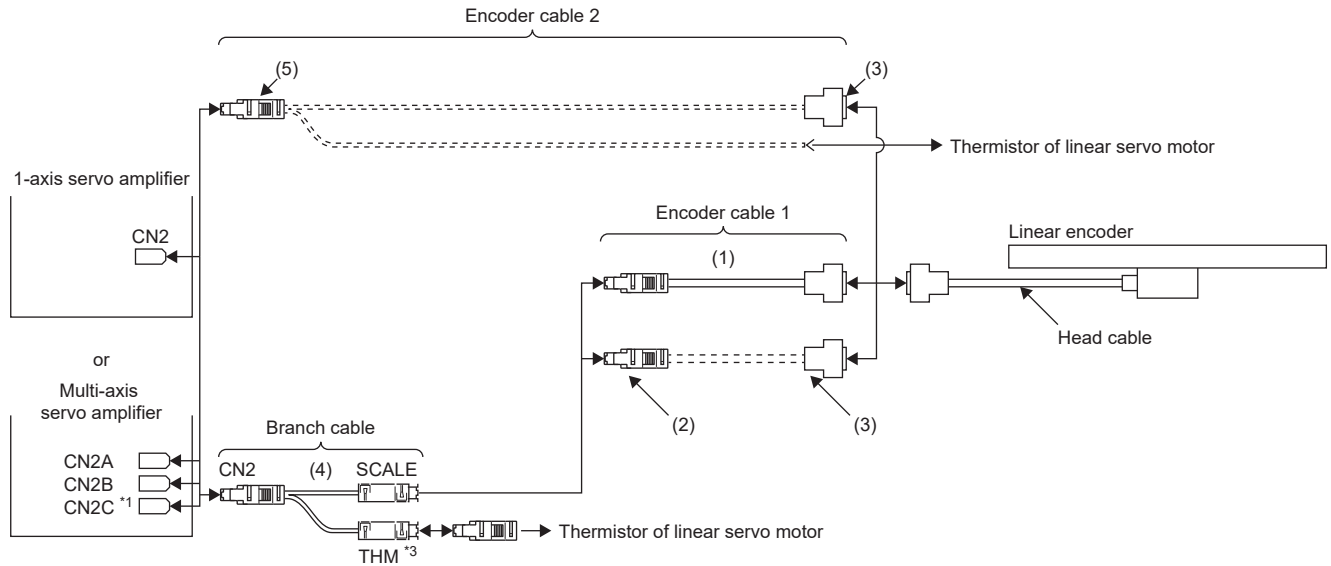 Encoder cable 2
(5)
(3)
Thermistor of linear servo motor
1-axis servo amplifier
CN2
Encoder cable 1
(1)
Linear encoder
Head cable
or
Multi-axis
servo amplifier
(2)
(3)
Branch cable
CN2
(4)
SCALE
CN2A
CN2B
CN2C *1
Thermistor of linear servo motor
THM *3